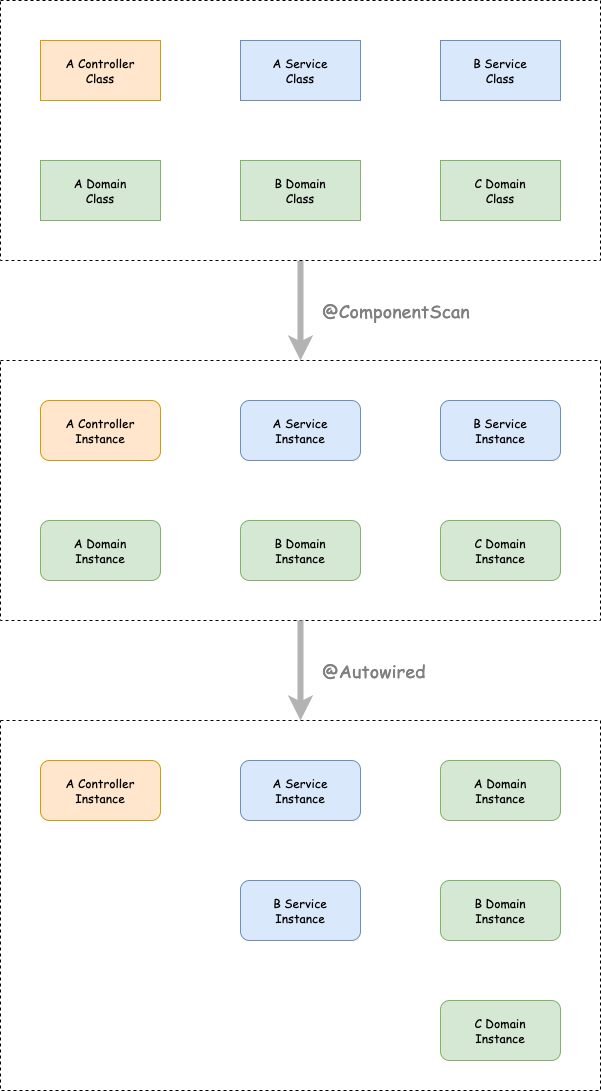 A Controller
Class
A Service
Class
B Service
Class
A Domain
Class
B Domain
Class
C Domain
Class
@ComponentScan
A Controller
Instance
A Service
Instance
B Service
Instance
A Domain
Instance
B Domain
Instance
C Domain
Instance
@Autowired
A Controller
Instance
A Service
Instance
A Domain
Instance
B Service
Instance
B Domain
Instance
C Domain
Instance